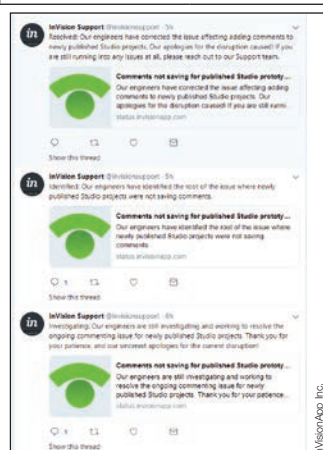 in
InVision Support @invisionsupport · 5h
Resolved: Our engineers have corrected the issue affecting adding comments to
newly published Studio projects. Our apologies for the disruption caused! If you
are still running into any issues at all, please reach out to our Support team.
Comments not saving for published Studio prototy...
Our engineers have corrected the issue affecting adding
comments to newly published Studio projects. Our
apologies for the disruption caused! If you are still runni...
status.invisionapp.com
Show this thread
in
InVision Support @invisionsupport · 5h
Identified: Our engineers have identified the root of the issue where newly
published Studio projects were not saving comments.
Comments not saving for published Studio prototy...
Our engineers have identified the root of the issue where
newly published Studio projects were not saving
comments.
status.invisionapp.com
1
Show this thread
in
InVision Support @invisionsupport · 6h
Investigating: Our engineers are still investigating and working to resolve the
ongoing commenting issue for newly published Studio projects. Thank you for
your patience, and our sincerest apologies for the current disruption!
Comments not saving for published Studio prototy...
Our engineers are still investigating and working to
resolve the ongoing commenting issue for newly
published Studio projects. Thank you for your patience...
status.invisionapp.com
1
Show this thread
InVisionApp Inc.